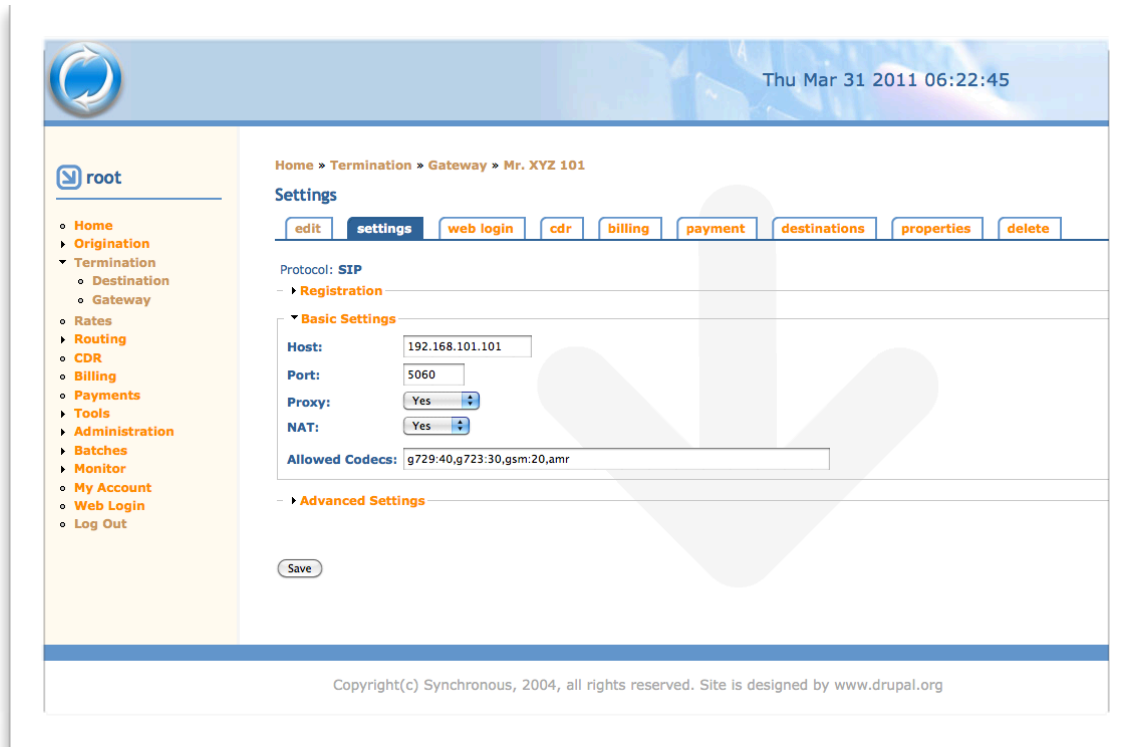 Thu Mar 31 2011 06:22:45
root
Home
Origination
Termination
Destination
Gateway
Rates
Routing
CDR
Billing
Payments
Tools
Administration
Batches
Monitor
My Account
Web Login
Log Out
Home » Termination » Gateway » Mr. XYZ 101
Settings
edit settings web login cdr billing payment destinations properties delete
Protocol: SIP
Registration
Basic Settings
Host: 192.168.101.101
Port: 5060
Proxy: Yes
NAT: Yes
Allowed Codecs: g729:40,g723:30,gsm:20,amr
Advanced Settings
Save
Copyright(c) Synchronous, 2004, all rights reserved. Site is designed by www.drupal.org